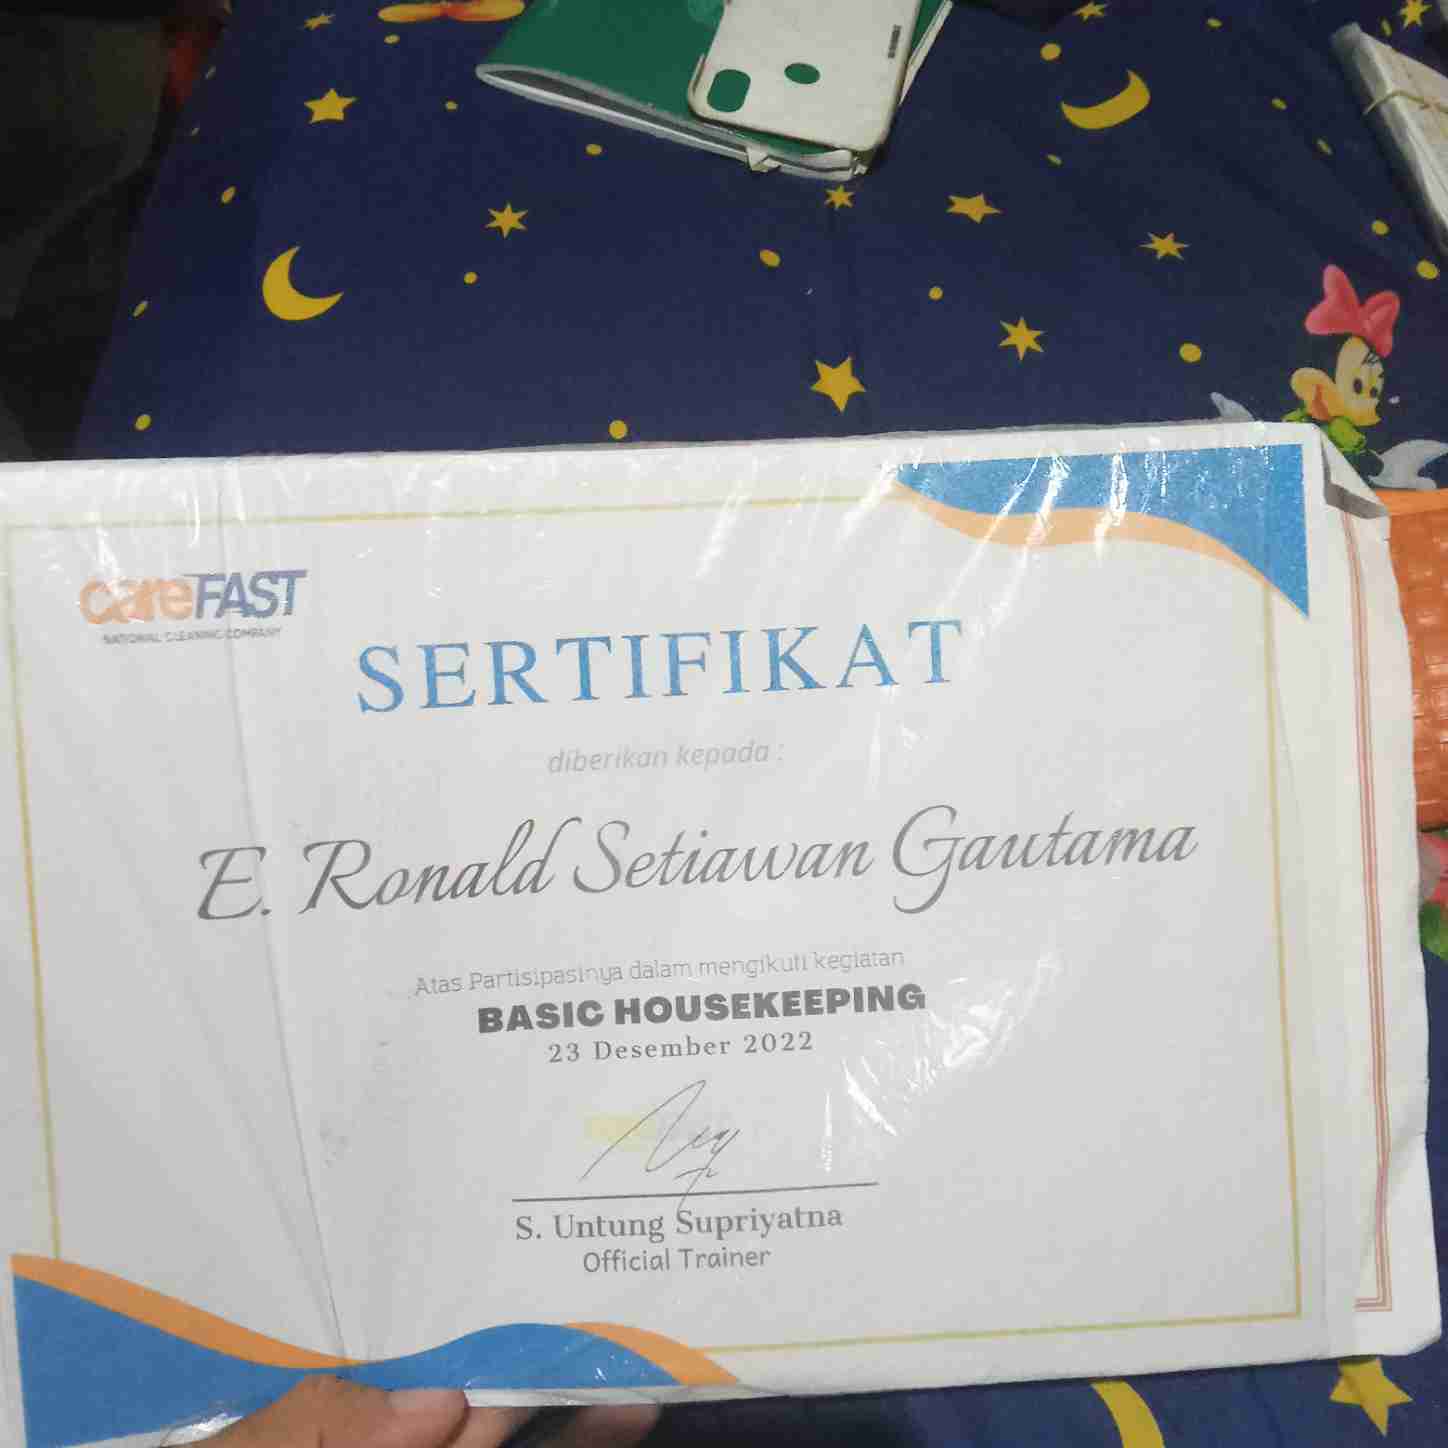 careFAST
NATIONAL CLEANING COMPANY
SERTIFIKAT
diberikan kepada :
E. Ronald Setiawan Gautama
Atas Partisipasinya dalam mengikuti kegiatan
BASIC HOUSEKEEPING
23 Desember 2022
S. Untung Supriyatna
Official Trainer